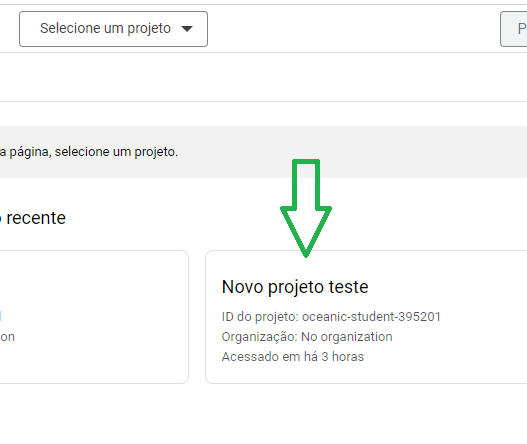 Selecione um projeto
P
a página, selecione um projeto.
recente
Novo projeto teste
ID do projeto: oceanic-student-395201
on
Organização: No organization
Acessado em há 3 horas